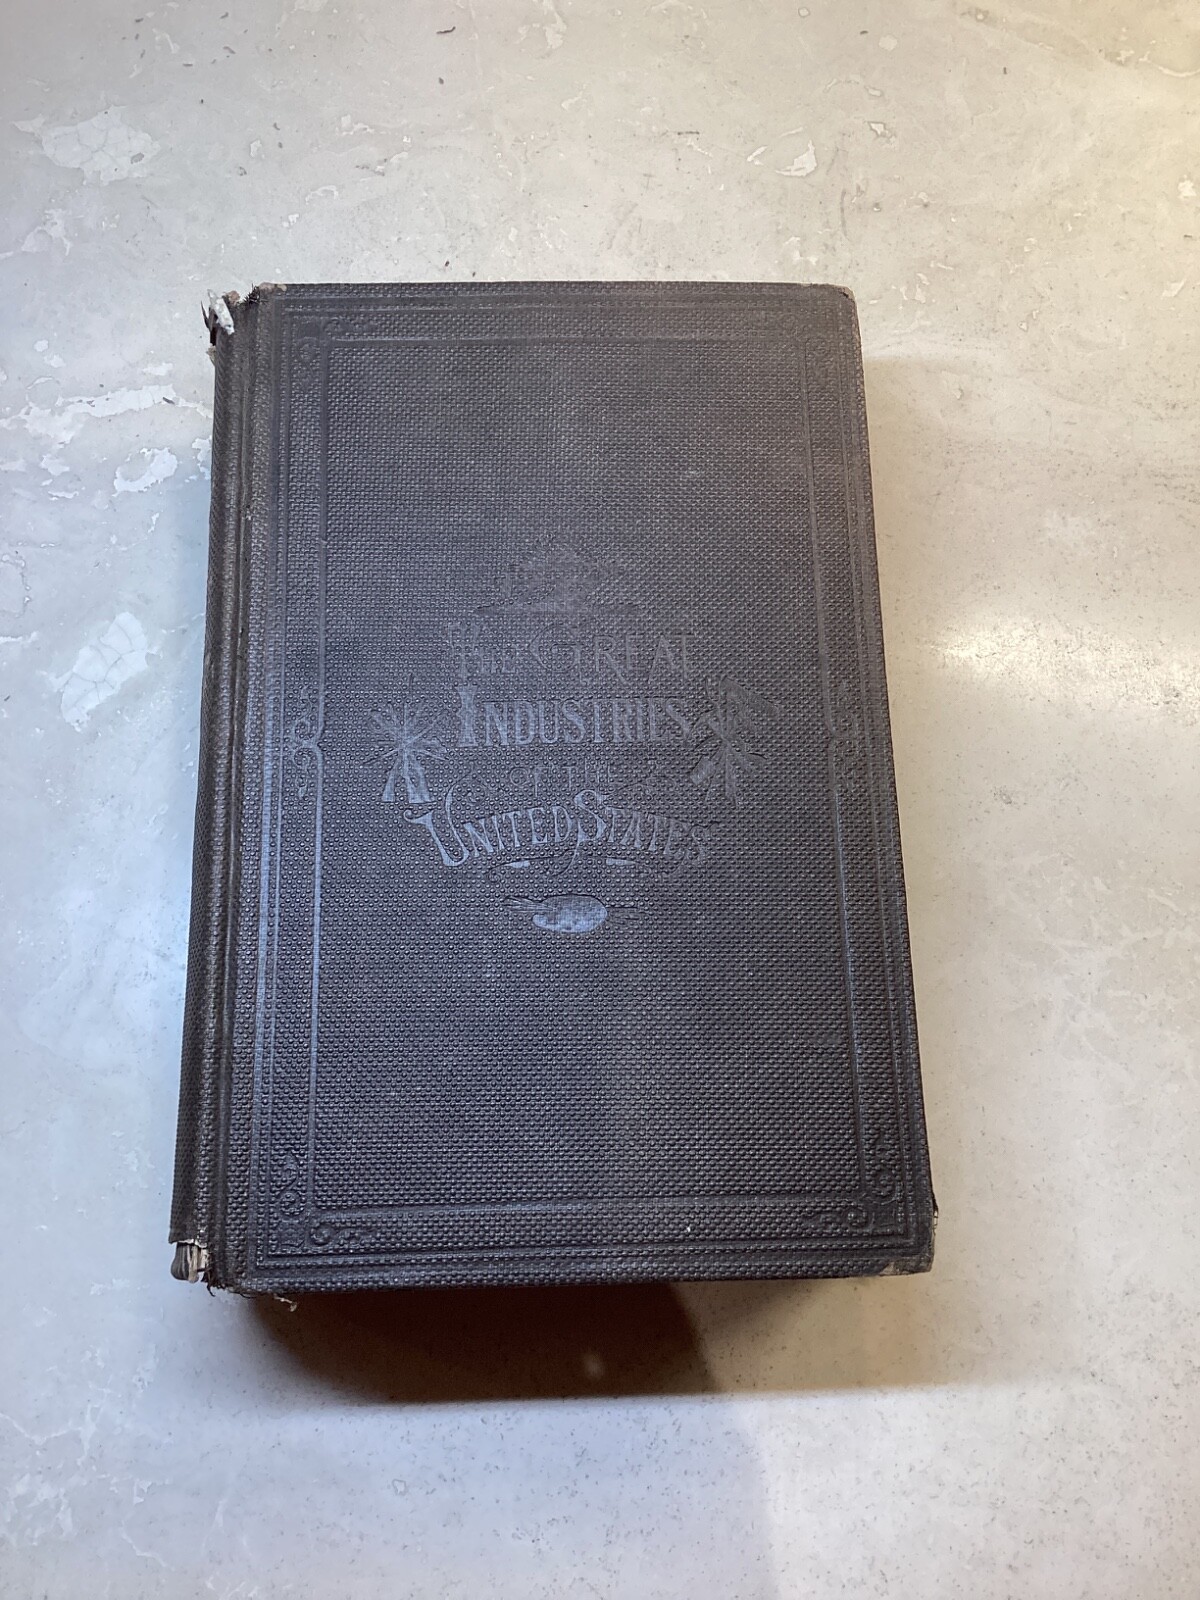 The Great
Industries
of the
United States